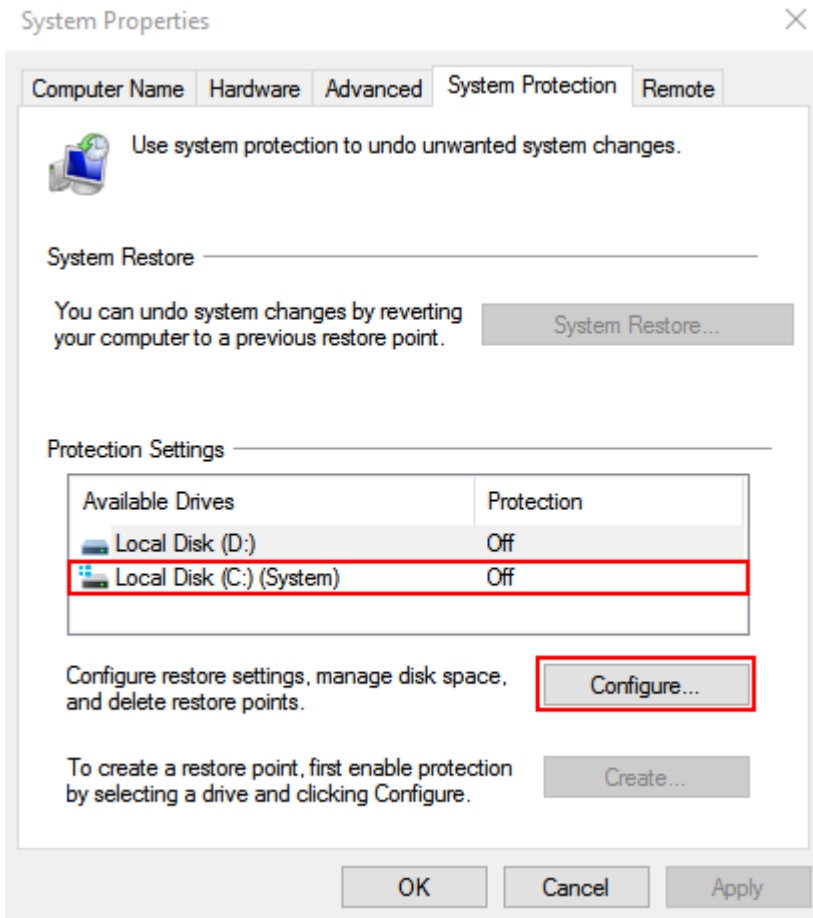 System Properties
Computer Name Hardware Advanced System Protection Remote
Use system protection to undo unwanted system changes.
System Restore
You can undo system changes by reverting
your computer to a previous restore point.
System Restore...
Protection Settings
Available Drives Protection
Local Disk (D:) Off
Local Disk (C:) (System) Off
Configure restore settings, manage disk space,
and delete restore points.
Configure...
To create a restore point, first enable protection
by selecting a drive and clicking Configure.
Create...
OK Cancel Apply